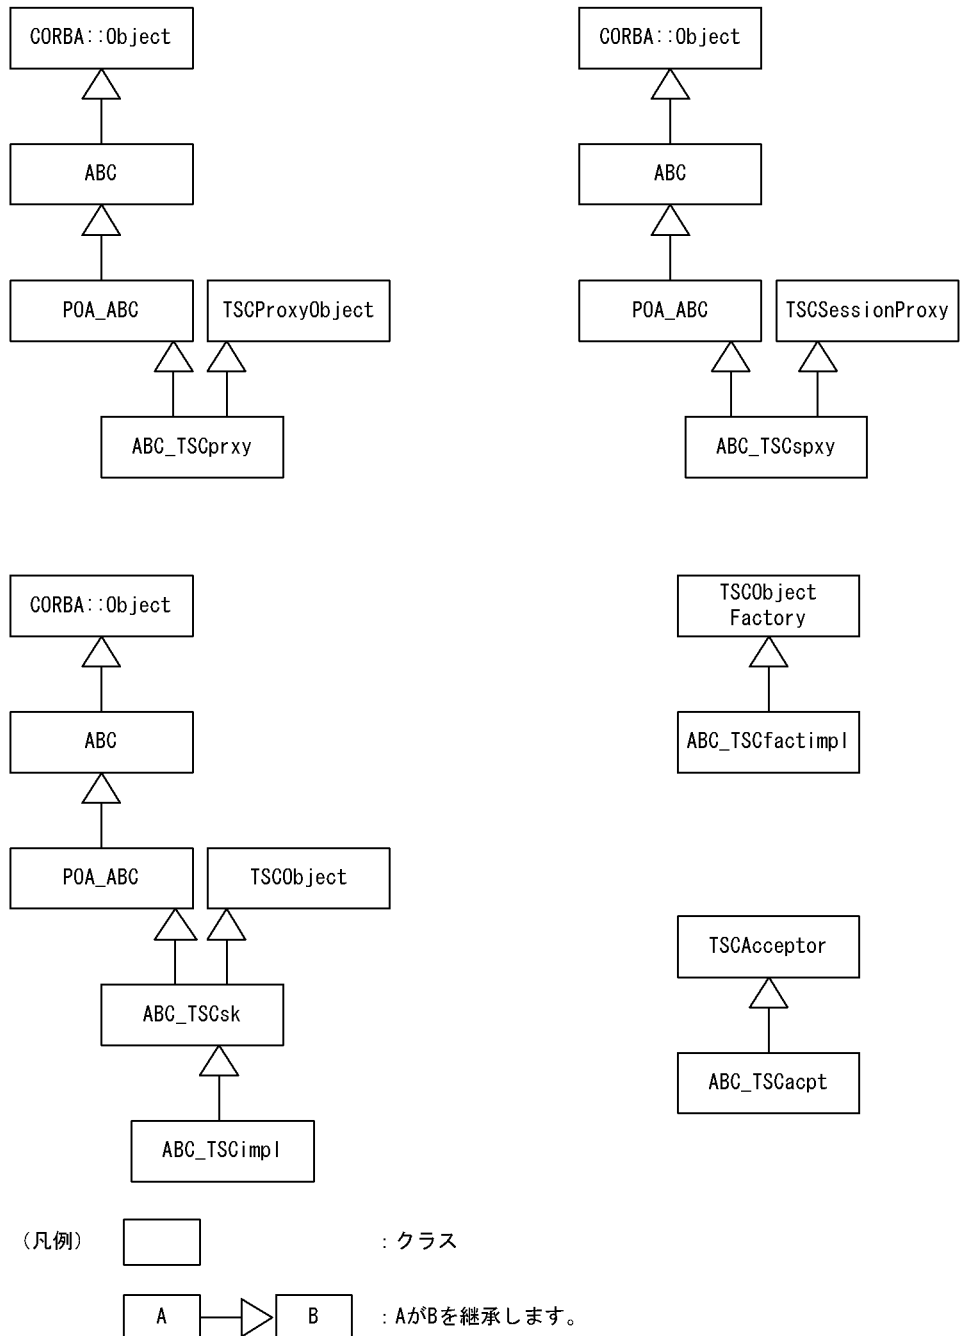 CORBA::Object
ABC
POA_ABC
TSCProxyObject
ABC_TSCprxy
CORBA::Object
ABC
POA_ABC
TSCSessionProxy
ABC_TSCspxy
CORBA::Object
ABC
POA_ABC
TSCObject
ABC_TSCsk
ABC_TSCimpl
TSCObject
Factory
ABC_TSCfactimpl
TSCAcceptor
ABC_TSCacpt
(凡例)
:クラス
A
B
:AがBを継承します。